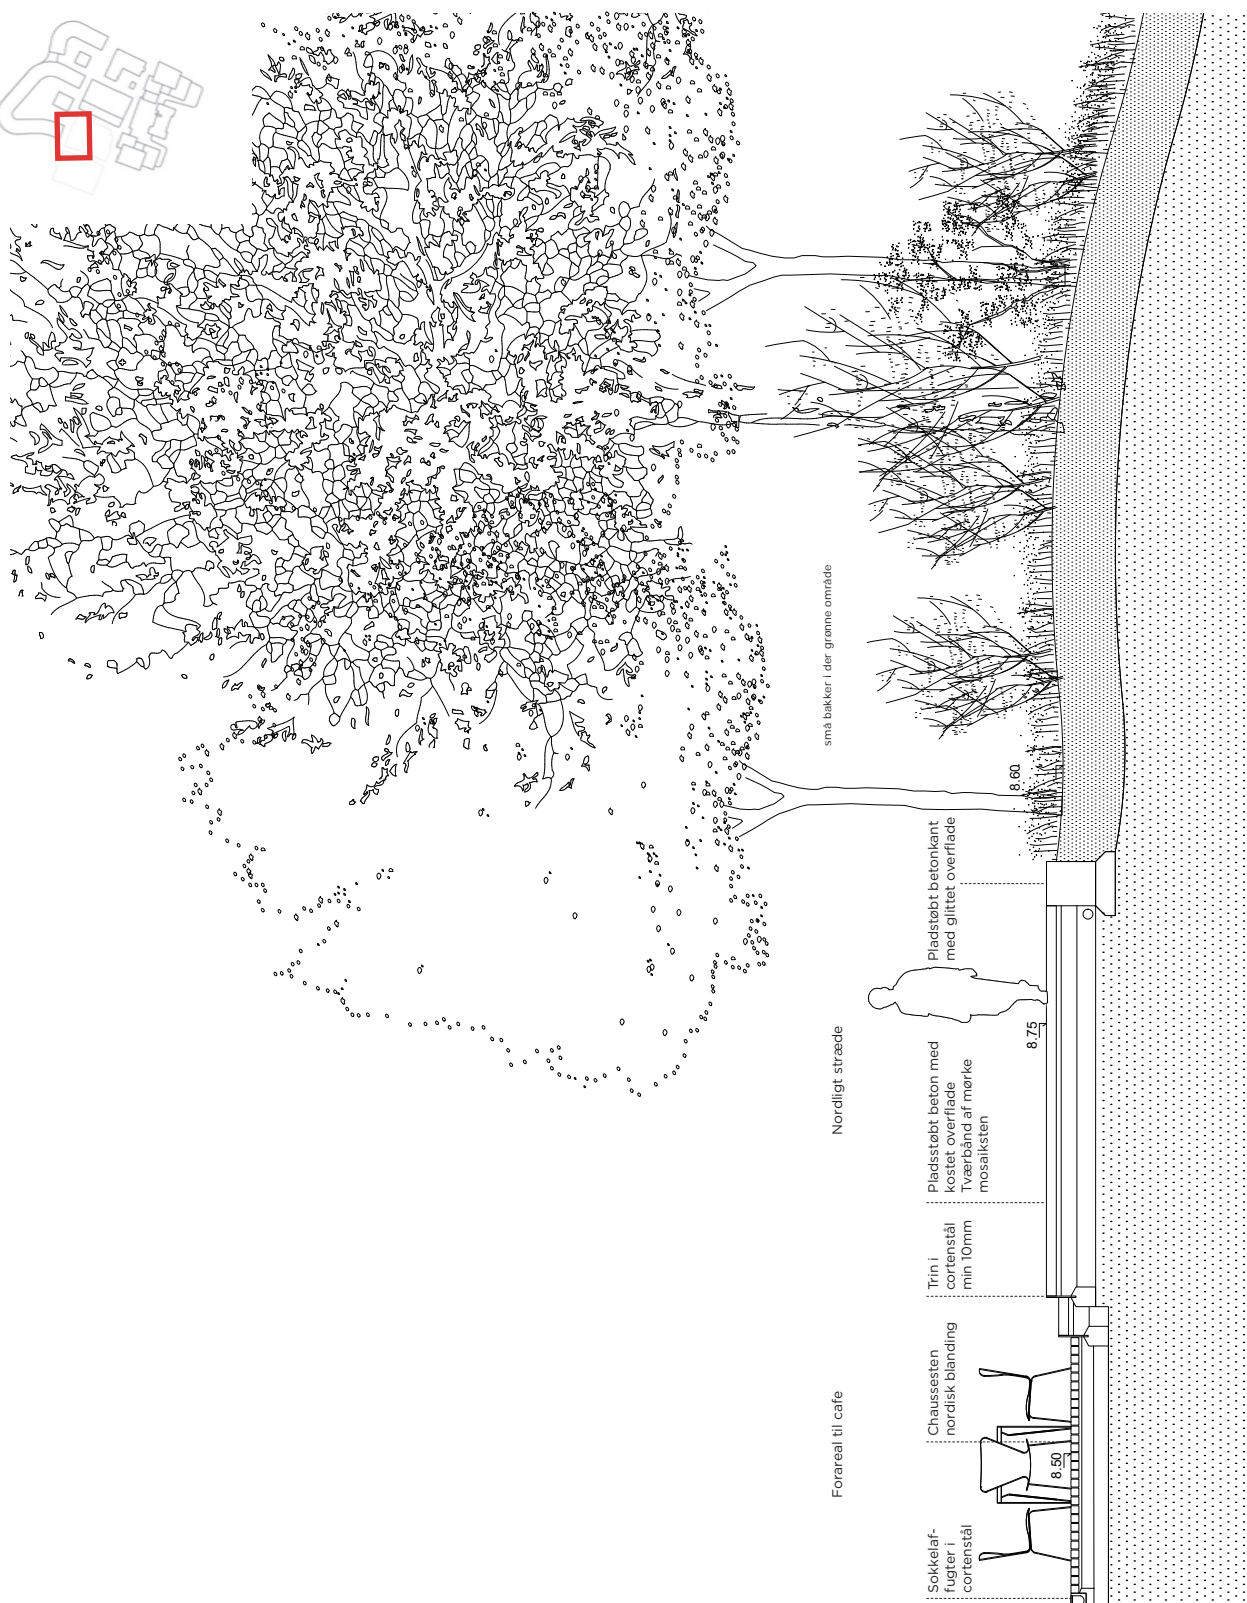 Sokkelaf-
fugter i
cortenstål
Forareal til cafe
Chaussesten
nordisk blanding
8.50
Trin i
cortenstål
min 10mm
Nordligt stræde
Pladsstøbt beton med
kostet overflade
Tværbånd af mørke
mosaiksten
8.75
Pladstøbt betonkant
med glittet overflade
8.60
små bakker i der grønne område